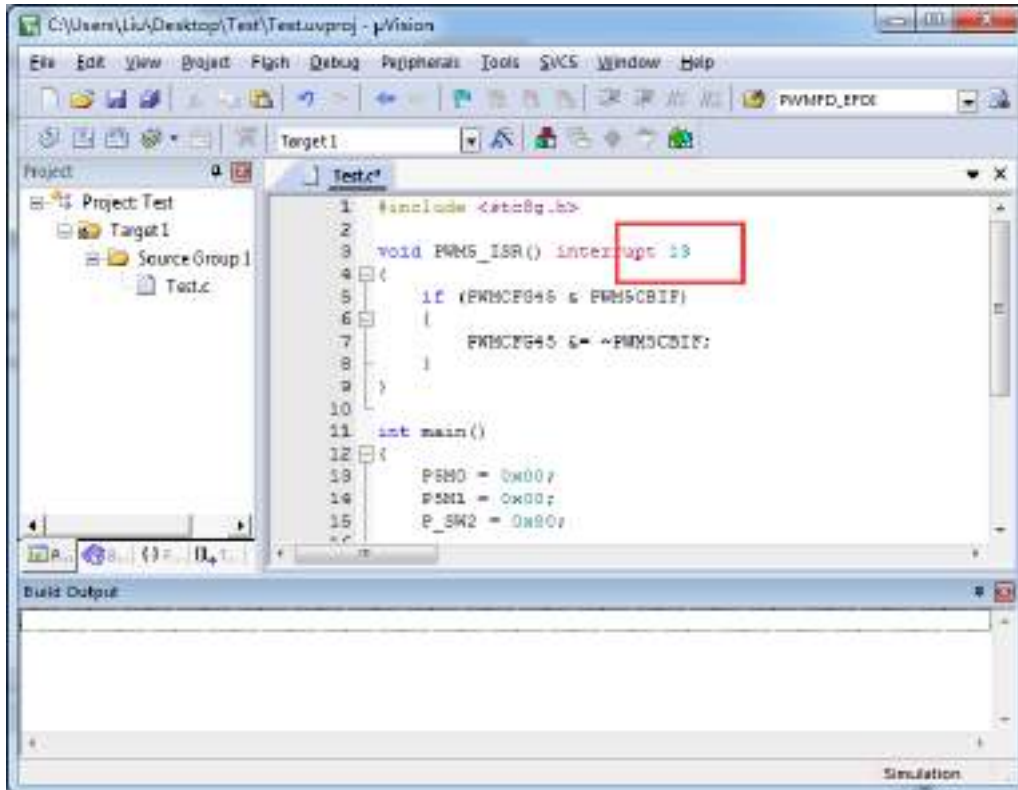 C:\Users\Liu\Desktop\Test\Test.uvproj - µVision
File Edit View Project Flash Debug Peripherals Tools SVCS Window Help
PWMFD_EFDI
Target 1
Project
Test.c*
Project: Test
Target 1
Source Group 1
Test.c
1 #include <stc8g.h>
2
3 void PWM5_ISR() interrupt 13
4 {
5 if (PWMCFG45 & PWM5CBIF)
6 {
7 PWMCFG45 &= ~PWM5CBIF;
8 }
9 }
10
11 int main()
12 {
13 P5M0 = 0x00;
14 P5M1 = 0x00;
15 P_SW2 = 0x80;
Build Output
Simulation